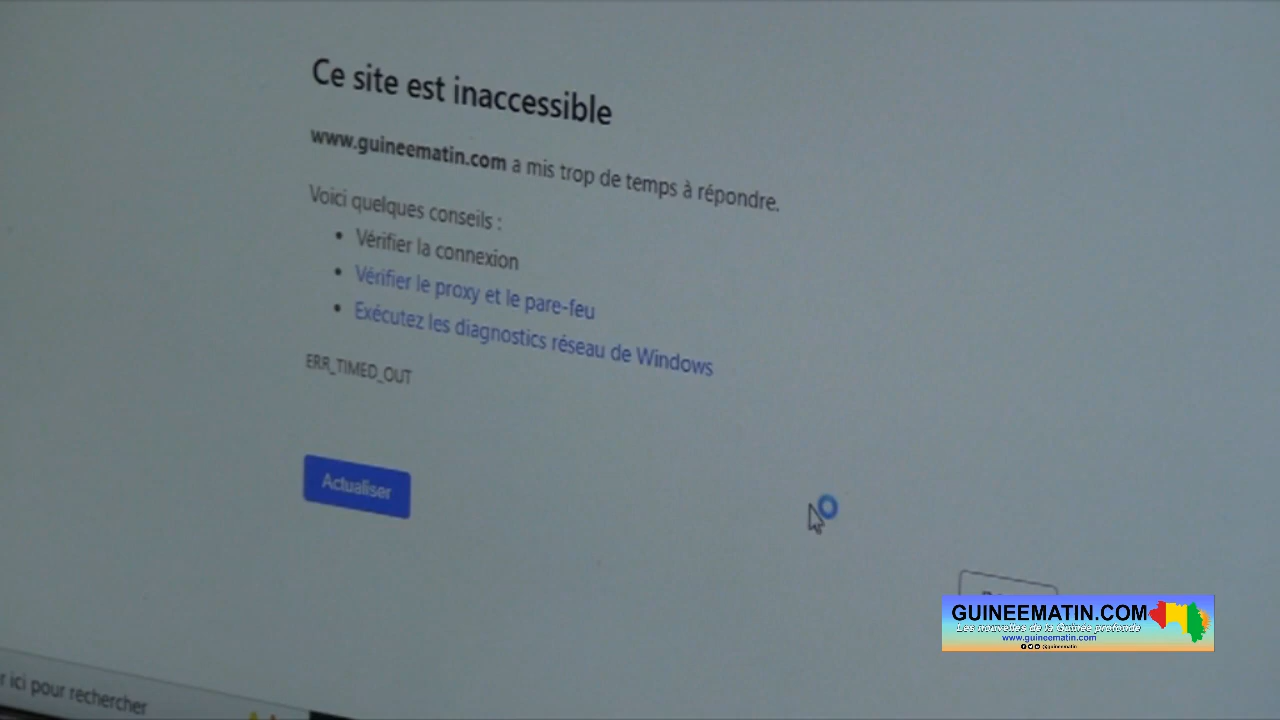 Ce site est inaccessible
www.guineematin.com a mis trop de temps à répondre.
Voici quelques conseils :
• Vérifier la connexion
• Vérifier le proxy et le pare-feu
• Exécutez les diagnostics réseau de Windows
ERR_TIMED_OUT
Actualiser
GUINEEMATIN.COM
Les nouvelles de la Guinée profonde
www.guineematin.com
@guineematin
r ici pour rechercher